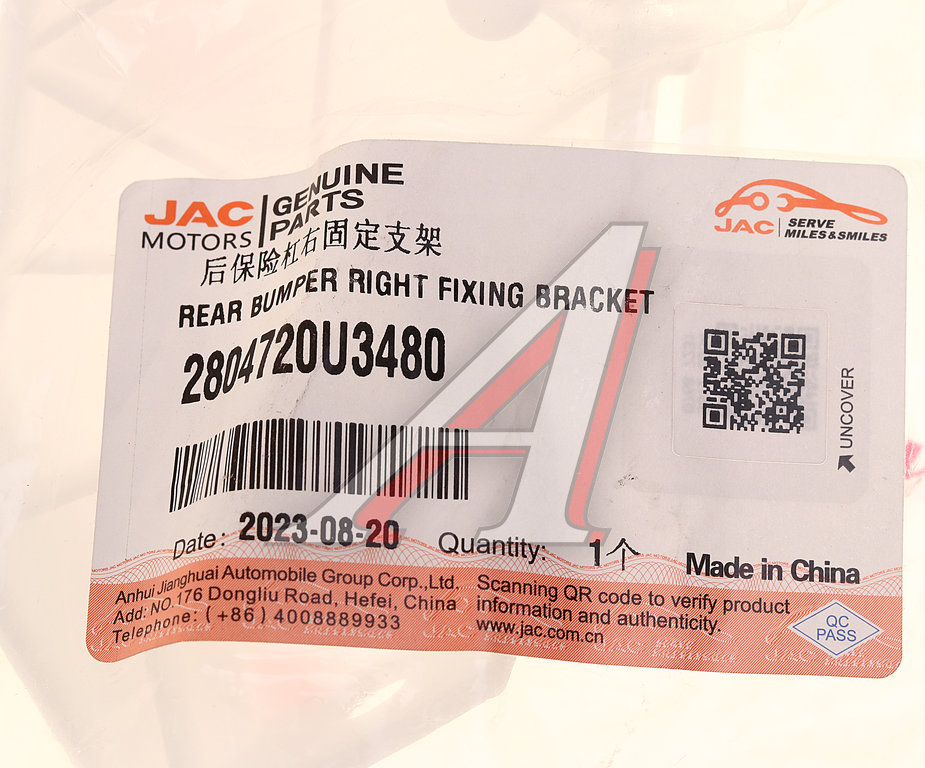 JAC MOTORS
GENUINE PARTS
JAC SERVE MILES & SMILES
后保险杠右固定支架
REAR BUMPER RIGHT FIXING BRACKET
2804720U3480
UNCOVER
Date: 2023-08-20 Quantity: 1个
Made in China
Anhui Jianghuai Automobile Group Corp.,Ltd.
Add: NO.176 Dongliu Road, Hefei, China
Telephone: (+86)4008889933
Scanning QR code to verify product
information and authenticity.
www.jac.com.cn
QC
PASS